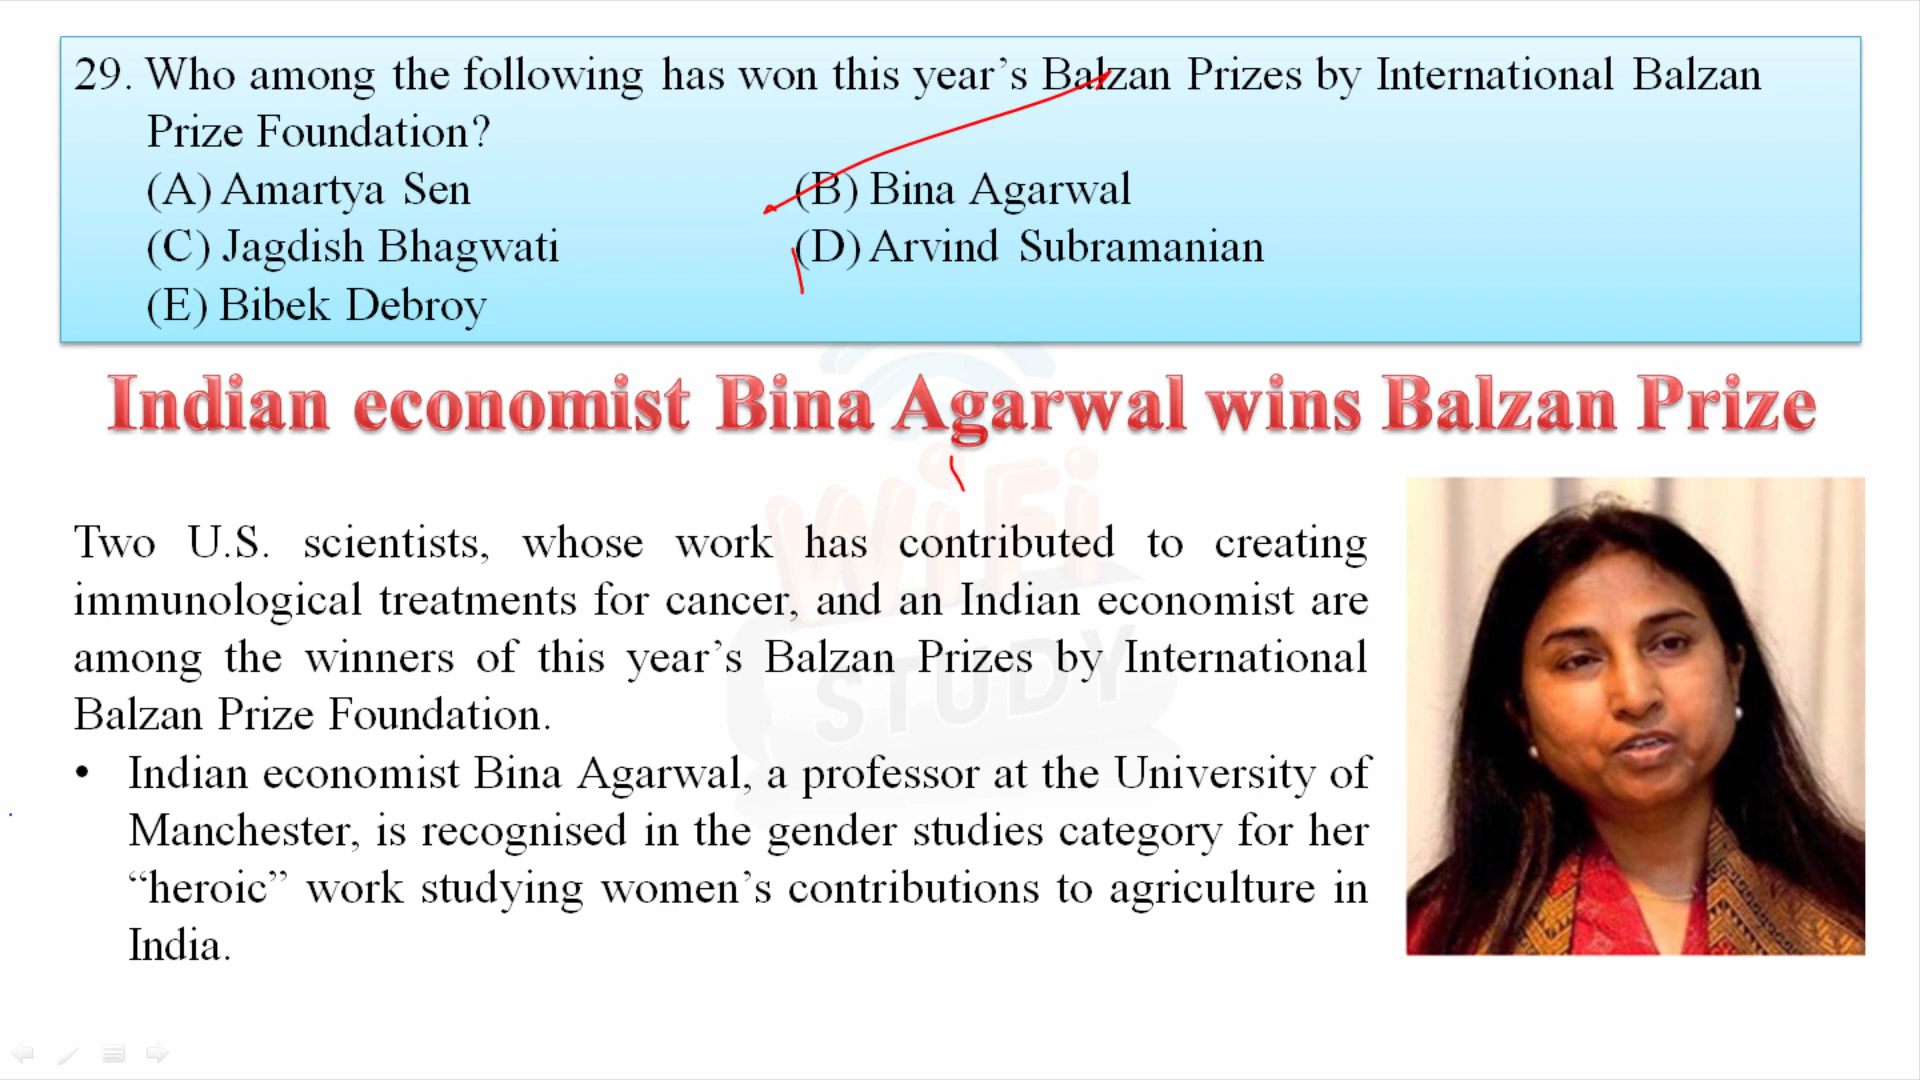 29. Who among the following has won this year’s Balzan Prizes by International Balzan
Prize Foundation?
(A) Amartya Sen (B) Bina Agarwal
(C) Jagdish Bhagwati (D) Arvind Subramanian
(E) Bibek Debroy
Indian economist Bina Agarwal wins Balzan Prize
WiFi
STUDY
Two U.S. scientists, whose work has contributed to creating
immunological treatments for cancer, and an Indian economist are
among the winners of this year’s Balzan Prizes by International
Balzan Prize Foundation.
• Indian economist Bina Agarwal, a professor at the University of
Manchester, is recognised in the gender studies category for her
“heroic” work studying women’s contributions to agriculture in
India.